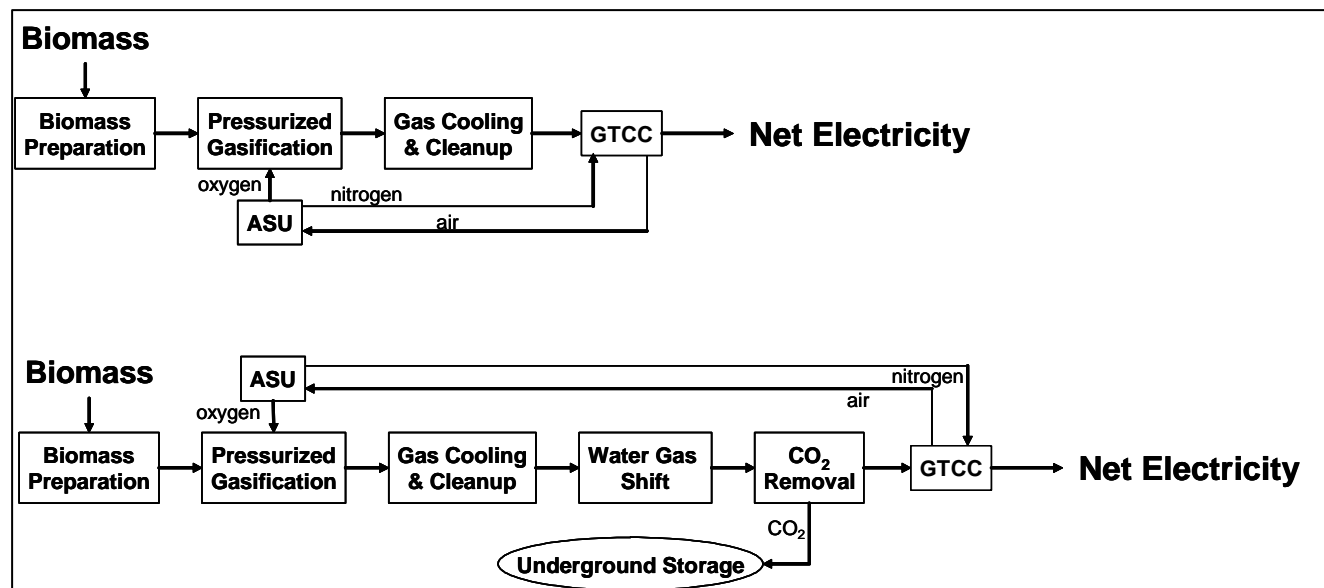 Biomass
Biomass
Preparation
Pressurized
Gasification
Gas Cooling
& Cleanup
GTCC
Net Electricity
oxygen
nitrogen
ASU
air
Biomass
ASU
nitrogen
air
oxygen
Biomass
Preparation
Pressurized
Gasification
Gas Cooling
& Cleanup
Water Gas
Shift
CO₂
Removal
GTCC
Net Electricity
CO₂
Underground Storage